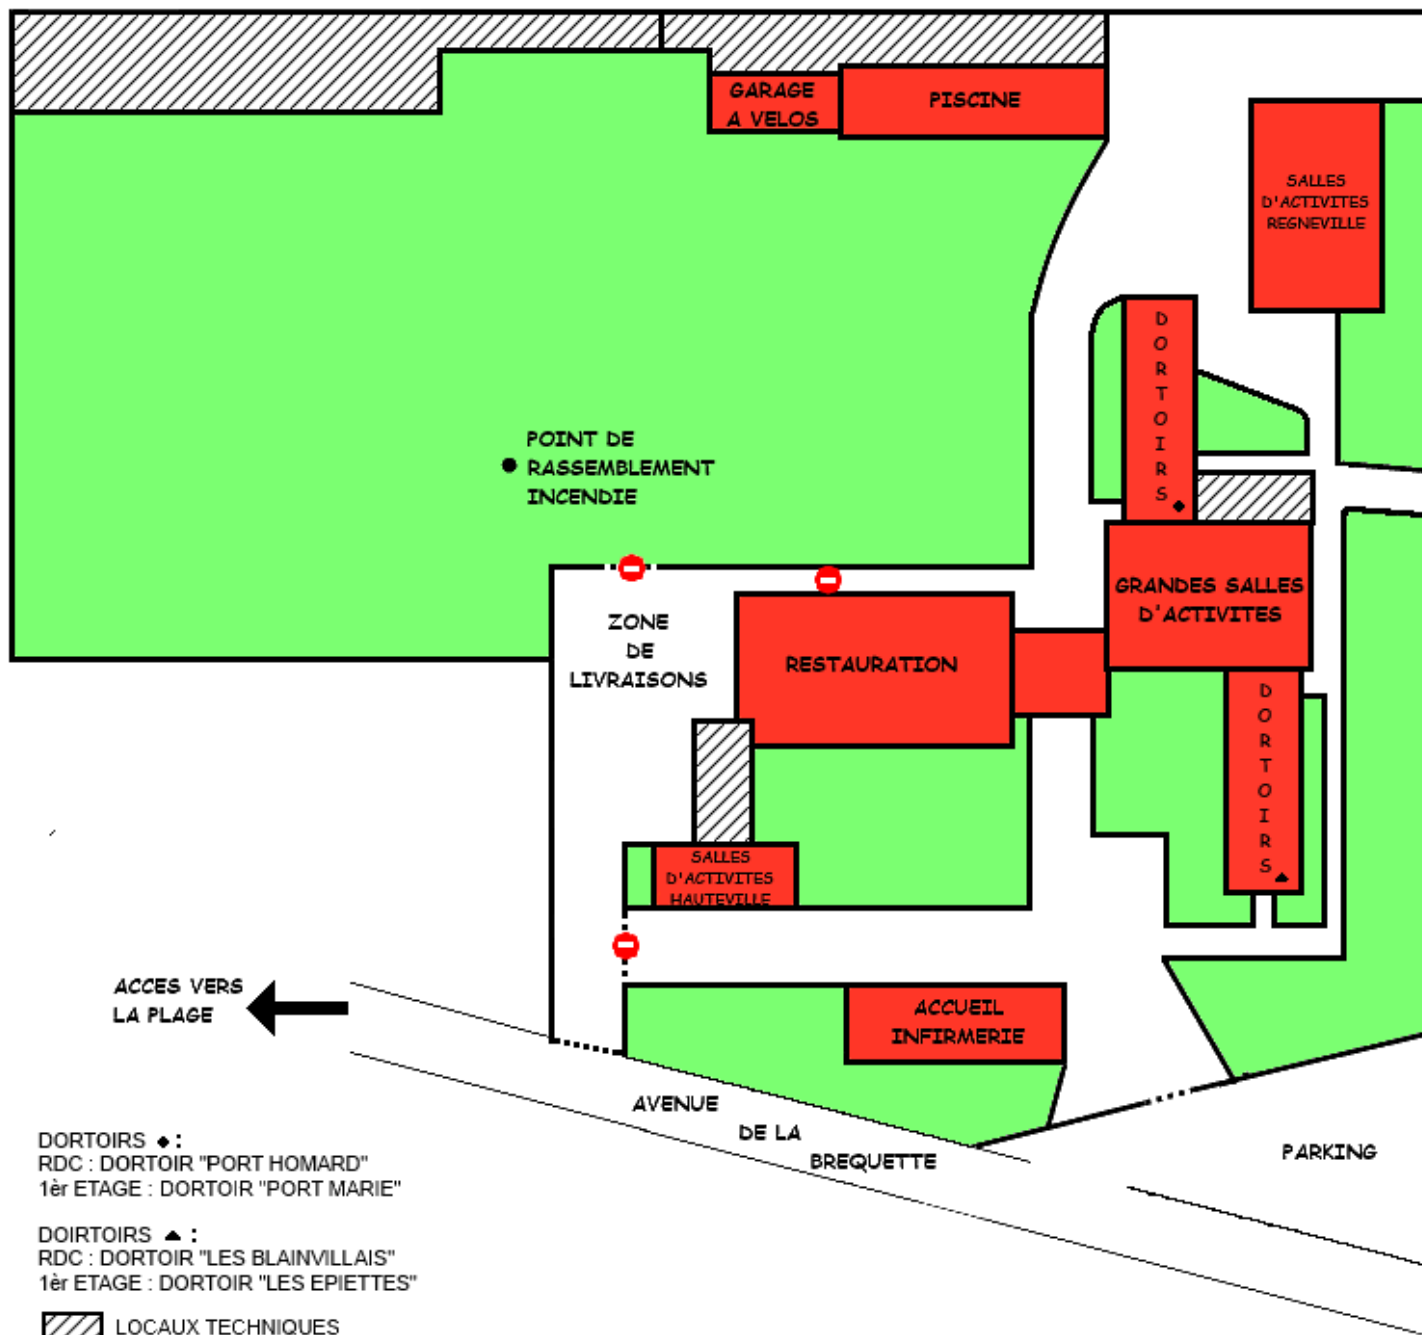 GARAGE
A VELOS
PISCINE
SALLES
D'ACTIVITES
REGNEVILLE
D
O
R
T
O
I
R
S
POINT DE
RASSEMBLEMENT
INCENDIE
GRANDES SALLES
D'ACTIVITES
ZONE
DE
LIVRAISONS
RESTAURATION
D
O
R
T
O
I
R
S
SALLES
D'ACTIVITES
HAUTEVILLE
ACCES VERS
LA PLAGE
ACCUEIL
INFIRMERIE
AVENUE
DE LA
BREQUETTE
PARKING
DORTOIRS ◆ :
RDC : DORTOIR "PORT HOMARD"
1èr ETAGE : DORTOIR "PORT MARIE"
DOIRTOIRS ▲ :
RDC : DORTOIR "LES BLAINVILLAIS"
1èr ETAGE : DORTOIR "LES EPIETTES"
LOCAUX TECHNIQUES